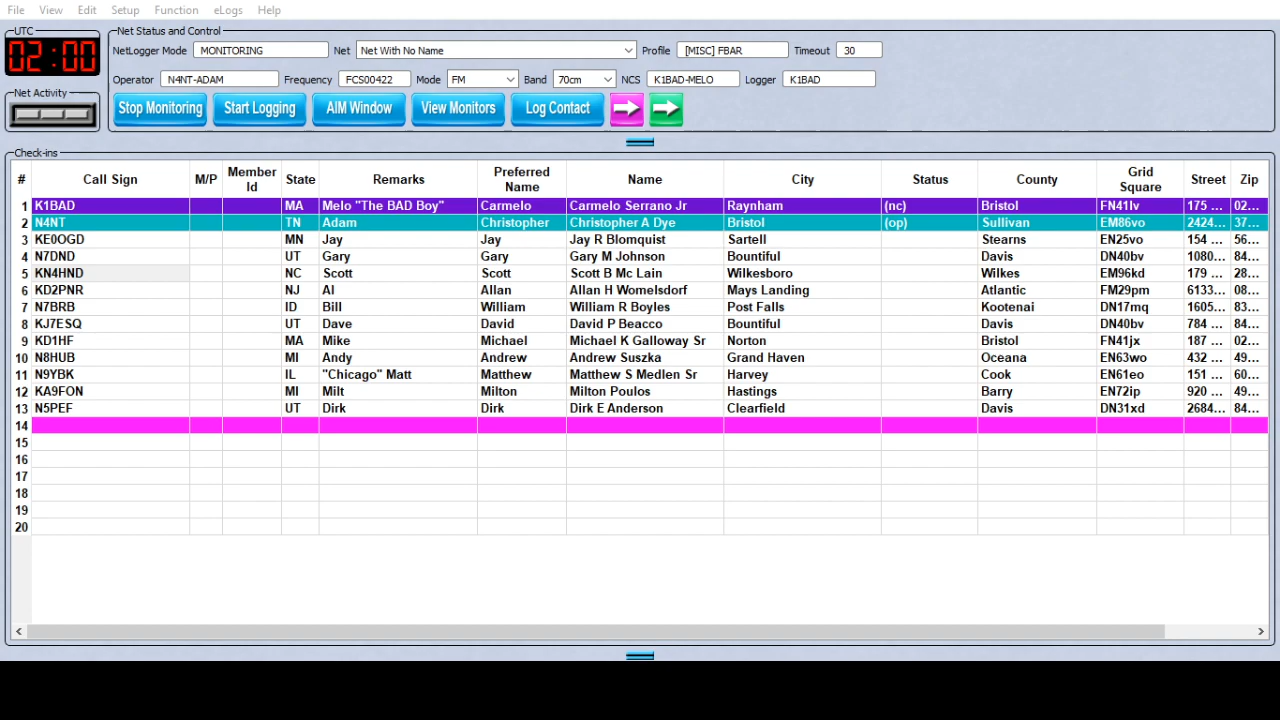 File View Edit Setup Function eLogs Help
UTC
02:00
Net Status and Control
NetLogger Mode MONITORING Net Net With No Name Profile [MISC] FBAR Timeout 30
Operator N4NT-ADAM Frequency FCS00422 Mode FM Band 70cm NCS K1BAD-MELO Logger K1BAD
Net Activity
Stop Monitoring Start Logging AIM Window View Monitors Log Contact
Check-ins
# Call Sign M/P Member Id State Remarks Preferred Name Name City Status County Grid Square Street Zip
1 K1BAD MA Melo "The BAD Boy" Carmelo Carmelo Serrano Jr Raynham (nc) Bristol FN41lv 175 ... 02...
2 N4NT TN Adam Christopher Christopher A Dye Bristol (op) Sullivan EM86vo 2424... 37...
3 KE0OGD MN Jay Jay Jay R Blomquist Sartell Stearns EN25vo 154 ... 56...
4 N7DND UT Gary Gary Gary M Johnson Bountiful Davis DN40bv 1080... 84...
5 KN4HND NC Scott Scott Scott B Mc Lain Wilkesboro Wilkes EM96kd 179 ... 28...
6 KD2PNR NJ Al Allan Allan H Womelsdorf Mays Landing Atlantic FM29pm 6133... 08...
7 N7BRB ID Bill William William R Boyles Post Falls Kootenai DN17mq 1605... 83...
8 KJ7ESQ UT Dave David David P Beacco Bountiful Davis DN40bv 784 ... 84...
9 KD1HF MA Mike Michael Michael K Galloway Sr Norton Bristol FN41jx 187 ... 02...
10 N8HUB MI Andy Andrew Andrew Suszka Grand Haven Oceana EN63wo 432 ... 49...
11 N9YBK IL "Chicago" Matt Matthew Matthew S Medlen Sr Harvey Cook EN61eo 151 ... 60...
12 KA9FON MI Milt Milton Milton Poulos Hastings Barry EN72ip 920 ... 49...
13 N5PEF UT Dirk Dirk Dirk E Anderson Clearfield Davis DN31xd 2684... 84...
14
15
16
17
18
19
20